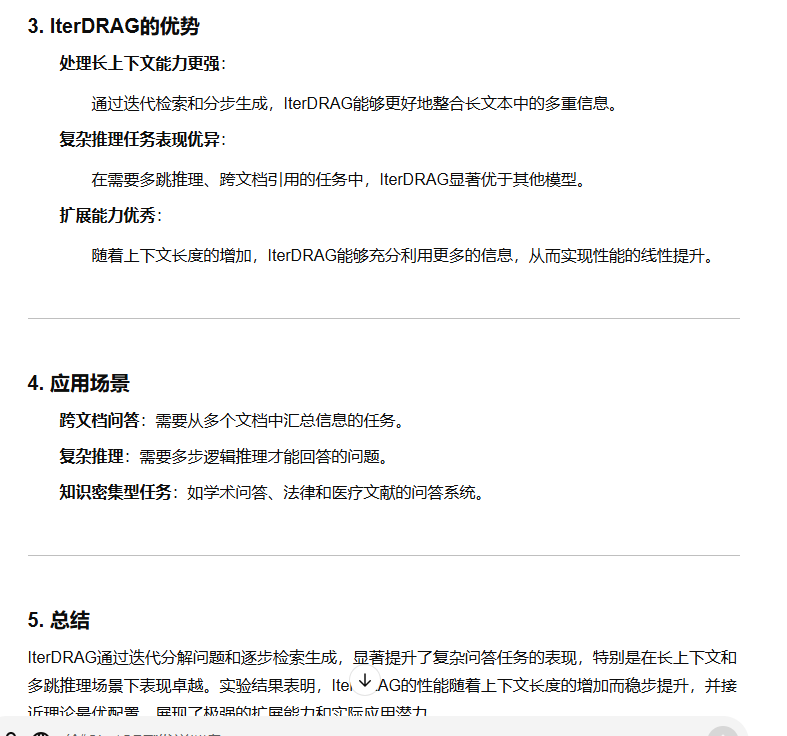 3. IterDRAG的优势
处理长上下文能力更强：
通过迭代检索和分步生成，IterDRAG能够更好地整合长文本中的多重信息。
复杂推理任务表现优异：
在需要多跳推理、跨文档引用的任务中，IterDRAG显著优于其他模型。
扩展能力优秀：
随着上下文长度的增加，IterDRAG能够充分利用更多的信息，从而实现性能的线性提升。
4. 应用场景
跨文档问答：需要从多个文档中汇总信息的任务。
复杂推理：需要多步逻辑推理才能回答的问题。
知识密集型任务：如学术问答、法律和医疗文献的问答系统。
5. 总结
IterDRAG通过迭代分解问题和逐步检索生成，显著提升了复杂问答任务的表现，特别是在长上下文和
多跳推理场景下表现卓越。实验结果表明，Ite AG的性能随着上下文长度的增加而稳步提升，并接
近理论最优配置，展现了极强的扩展能力和实际应用潜力